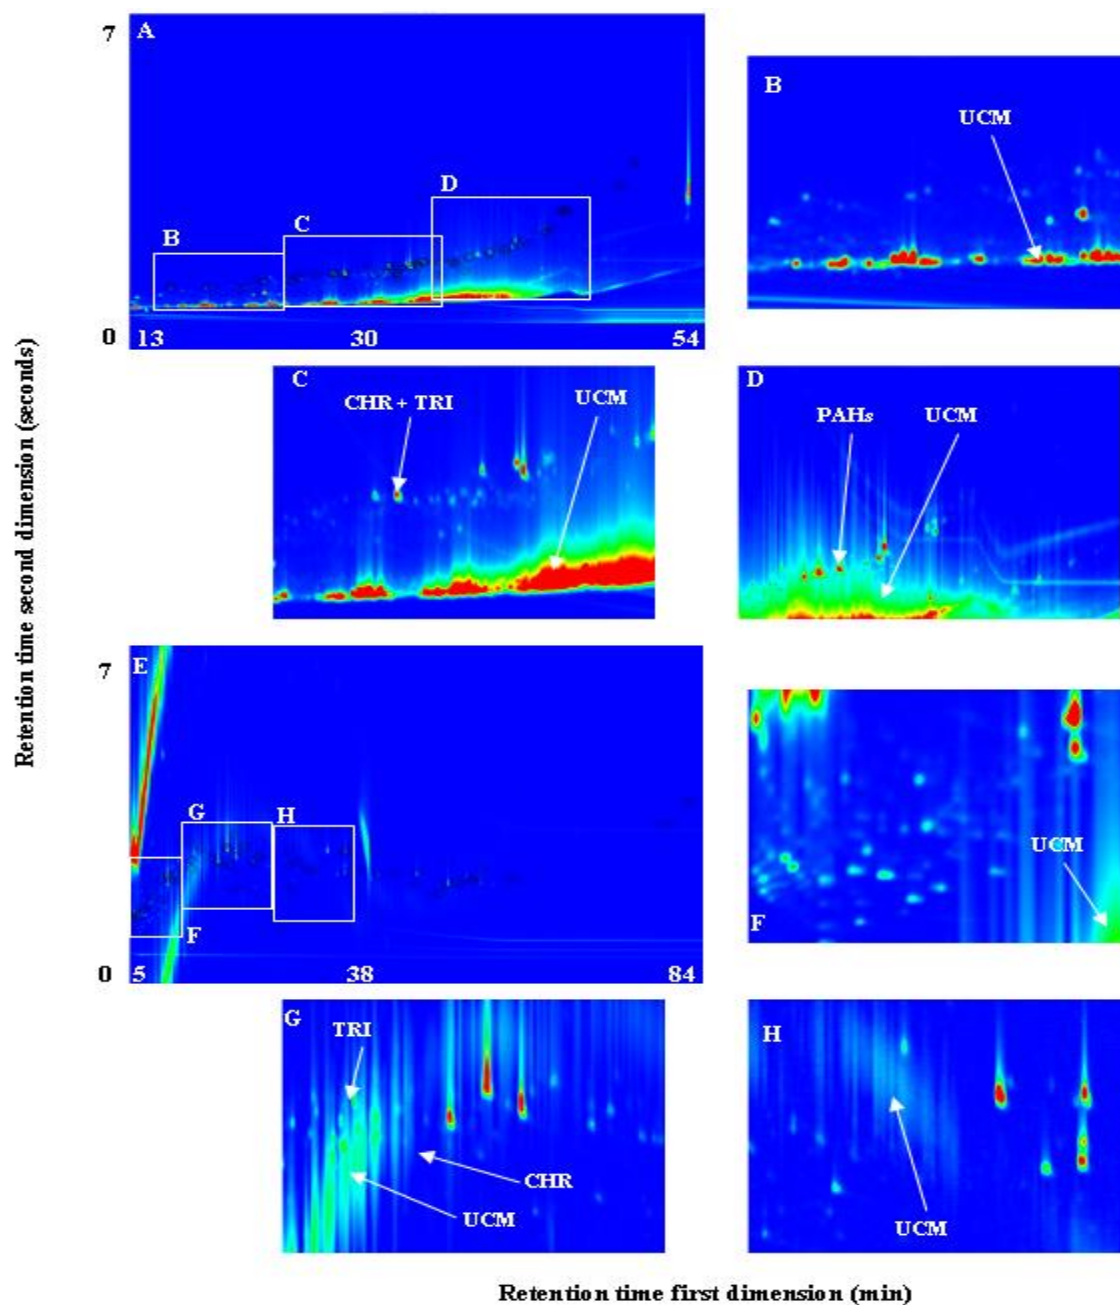 7
A
B
C
D
0
13
30
54
B
UCM
C
CHR + TRI
UCM
D
PAHs
UCM
Retention time second dimension (seconds)
7
E
G
H
F
0
5
38
84
F
UCM
G
TRI
CHR
UCM
H
UCM
Retention time first dimension (min)